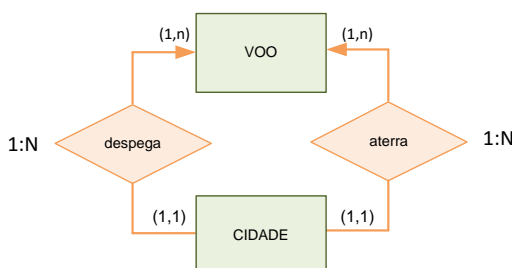 (1,n)
(1,n)
VOO
1:N
despega
aterra
1:N
(1,1)
(1,1)
CIDADE